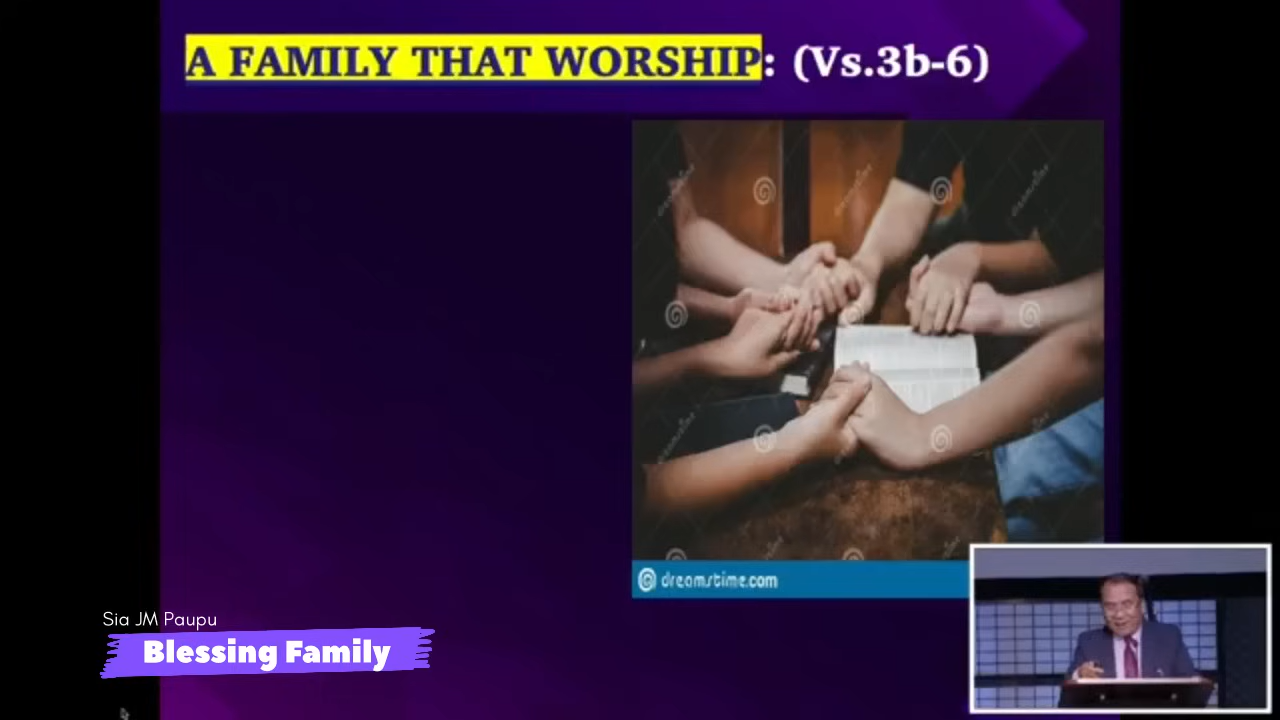 A FAMILY THAT WORSHIP: (Vs.3b-6)
dreamstime.com
Sia JM Paupu
Blessing Family